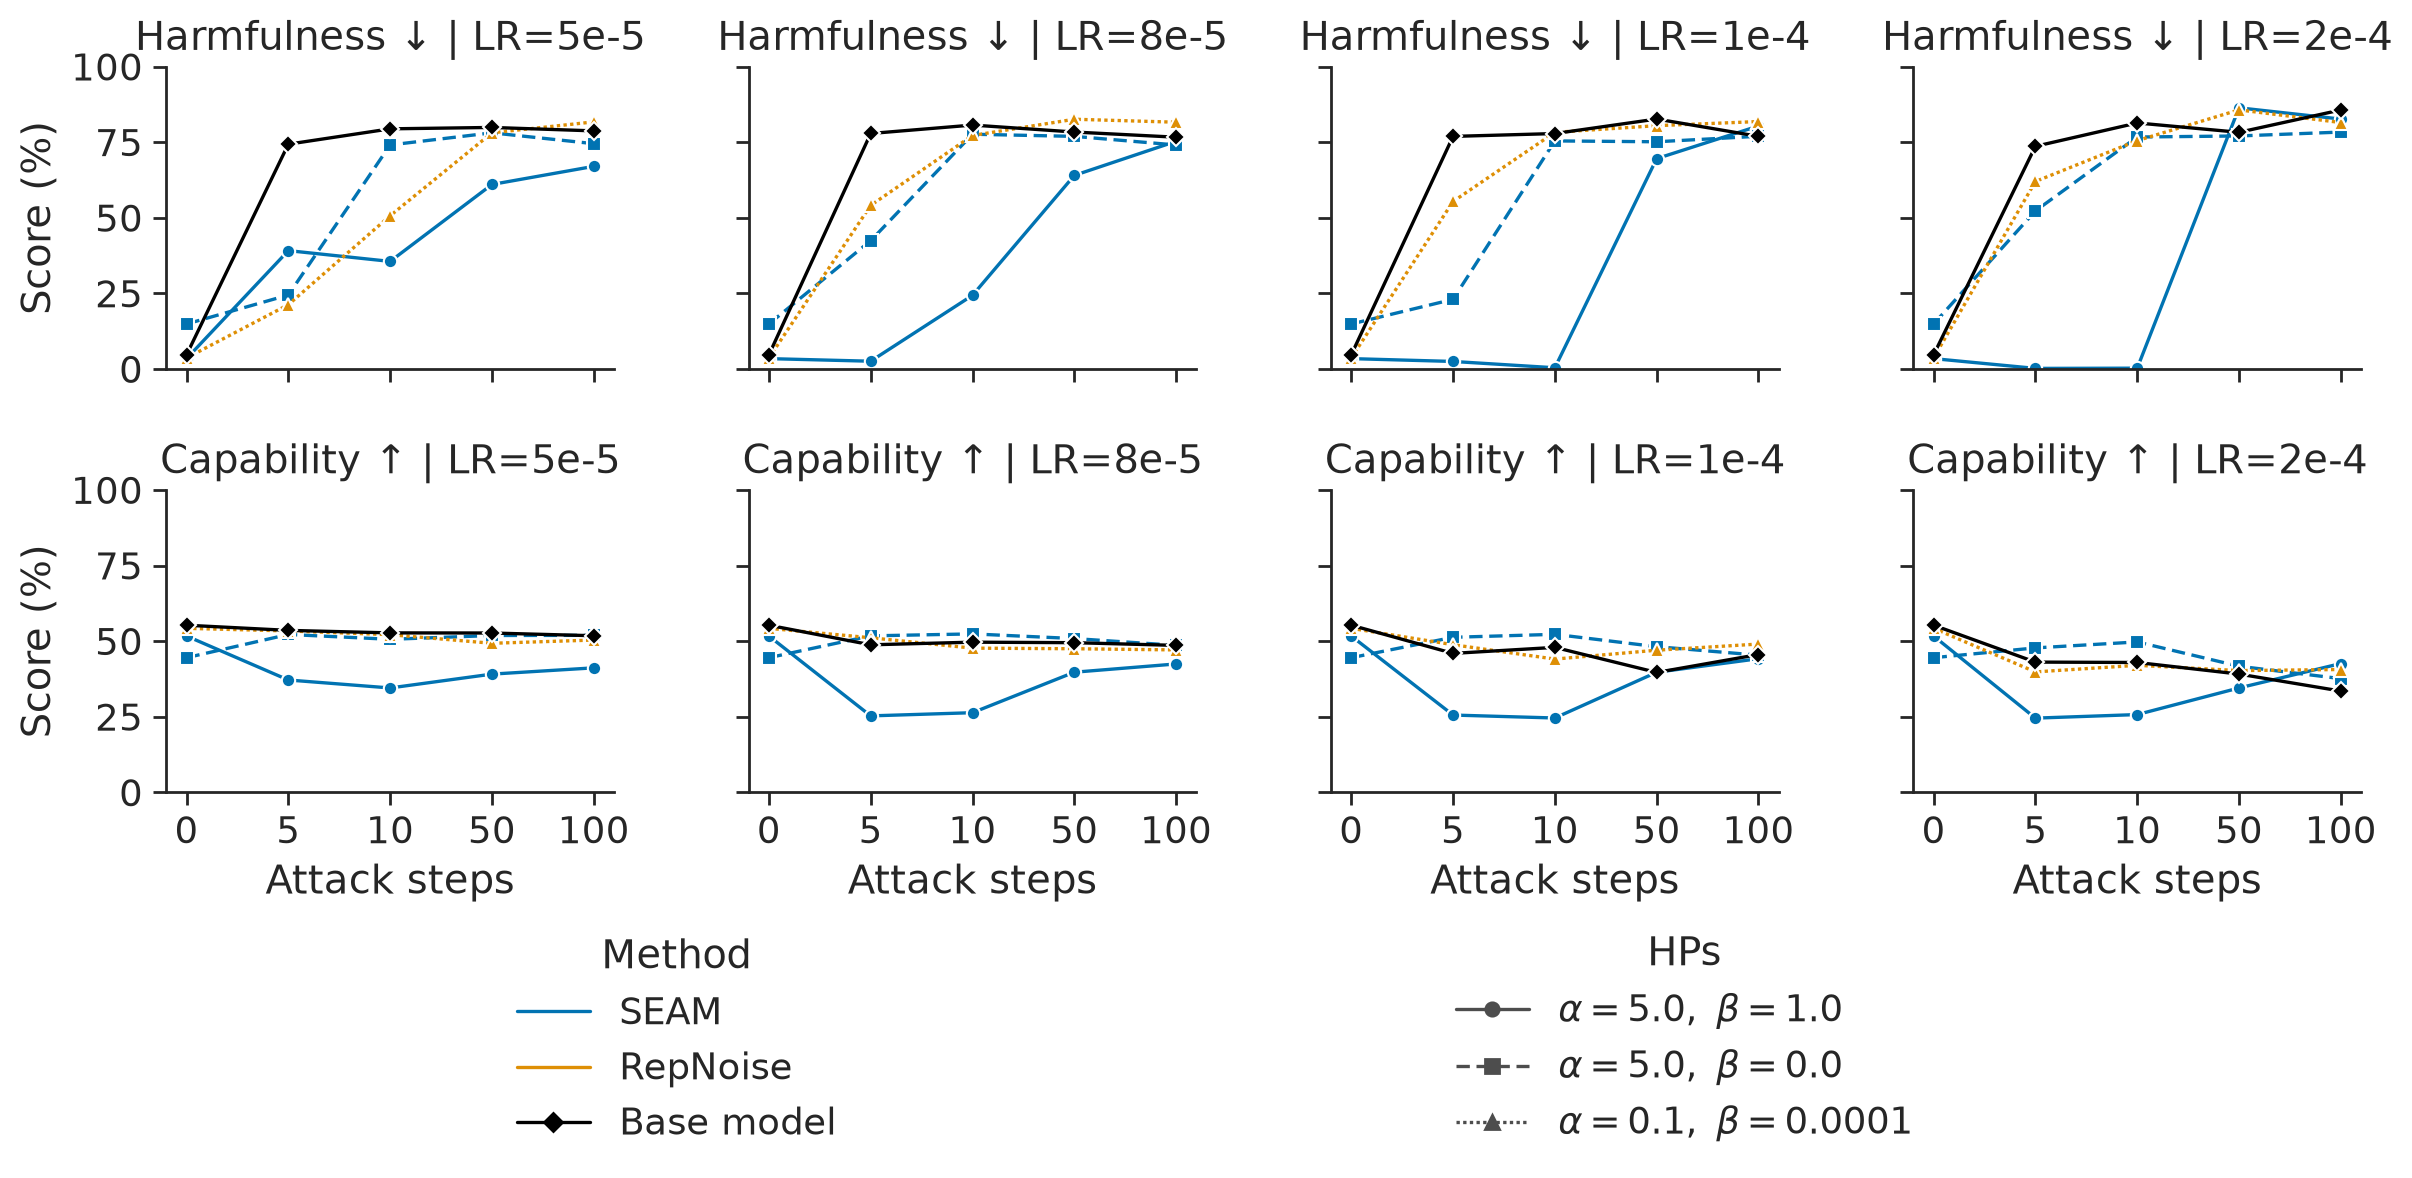 Harmfulness ↓ | LR=5e-5
Harmfulness ↓ | LR=8e-5
Harmfulness ↓ | LR=1e-4
Harmfulness ↓ | LR=2e-4
Score (%)
100
75
50
25
0
Capability ↑ | LR=5e-5
Capability ↑ | LR=8e-5
Capability ↑ | LR=1e-4
Capability ↑ | LR=2e-4
Score (%)
100
75
50
25
0
0 5 10 50 100
0 5 10 50 100
0 5 10 50 100
0 5 10 50 100
Attack steps
Attack steps
Attack steps
Attack steps
Method
SEAM
RepNoise
Base model
HPs
α = 5.0, β = 1.0
α = 5.0, β = 0.0
α = 0.1, β = 0.0001